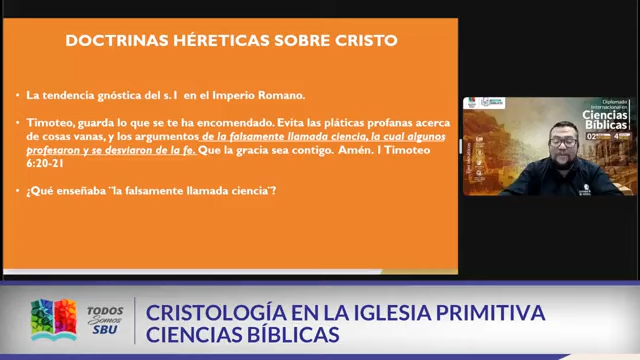 DOCTRINAS HÉRETICAS SOBRE CRISTO
• La tendencia gnóstica del s.I en el Imperio Romano.
• Timoteo, guarda lo que se te ha encomendado. Evita las pláticas profanas acerca
de cosas vanas, y los argumentos de la falsamente llamada ciencia, la cual algunos
profesaron y se desviaron de la fe. Que la gracia sea contigo. Amén. I Timoteo
6:20-21
• ¿Qué enseñaba ¨la falsamente llamada ciencia¨?
Diplomado
Internacional en
Ciencias
Bíblicas
TODOS
Somos
SBU
CRISTOLOGÍA EN LA IGLESIA PRIMITIVA
CIENCIAS BÍBLICAS